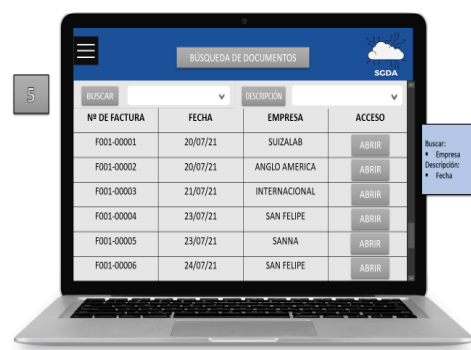 BÚSQUEDA DE DOCUMENTOS
SGDA
5
BUSCAR
DESCRIPCIÓN
Nº DE FACTURA FECHA EMPRESA ACCESO
F001-00001 20/07/21 SUIZALAB ABRIR
F001-00002 20/07/21 ANGLO AMERICA ABRIR
F001-00003 21/07/21 INTERNACIONAL ABRIR
F001-00004 23/07/21 SAN FELIPE ABRIR
F001-00005 23/07/21 SANNA ABRIR
F001-00006 24/07/21 SAN FELIPE ABRIR
Buscar:
▪ Empresa
Descripción:
▪ Fecha